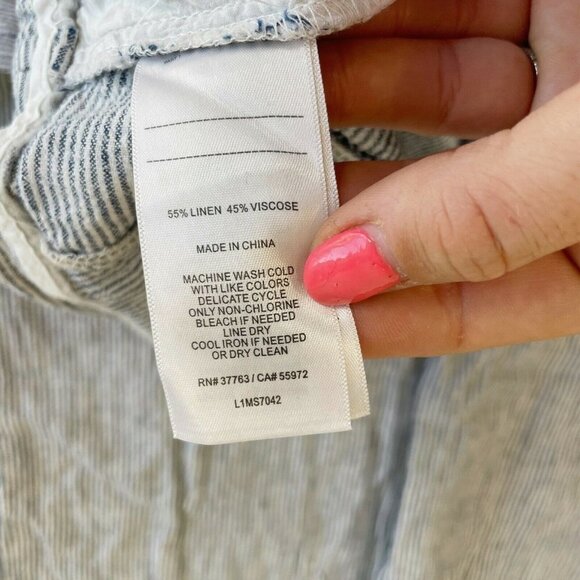 55% LINEN 45% VISCOSE
MADE IN CHINA
MACHINE WASH COLD
WITH LIKE COLORS
DELICATE CYCLE
ONLY NON-CHLORINE
BLEACH IF NEEDED
LINE DRY
COOL IRON IF NEEDED
OR DRY CLEAN
RN# 37763 / CA# 55972
L1MS7042